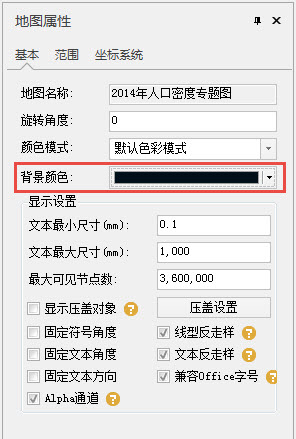 地图属性
基本 范围 坐标系统
地图名称: 2014年人口密度专题图
旋转角度: 0
颜色模式: 默认色彩模式
背景颜色:
显示设置
文本最小尺寸(mm): 0.1
文本最大尺寸(mm): 1,000
最大可见节点数: 3,600,000
显示压盖对象 ? 压盖设置
固定符号角度 线型反走样 ?
固定文本角度 文本反走样 ?
固定文本方向 兼容Office字号 ?
Alpha通道 ?